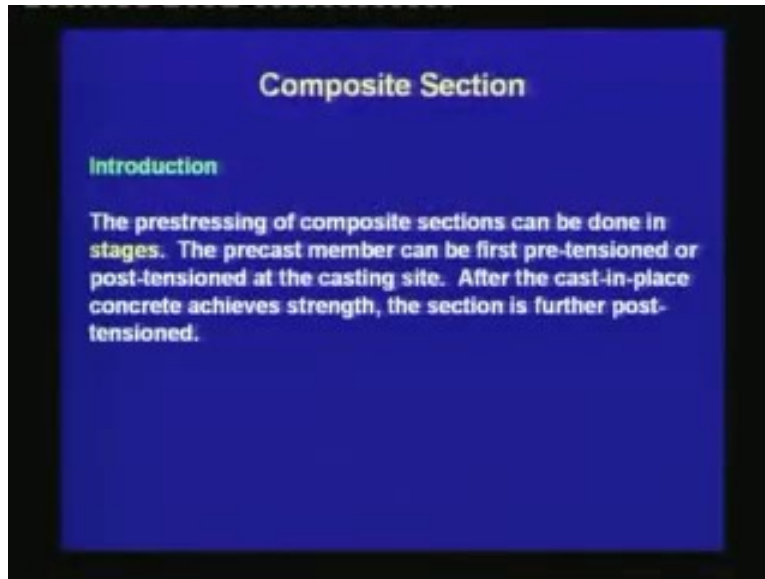 Composite Section
Introduction
The prestressing of composite sections can be done in
stages. The precast member can be first pre-tensioned or
post-tensioned at the casting site. After the cast-in-place
concrete achieves strength, the section is further post-
tensioned.